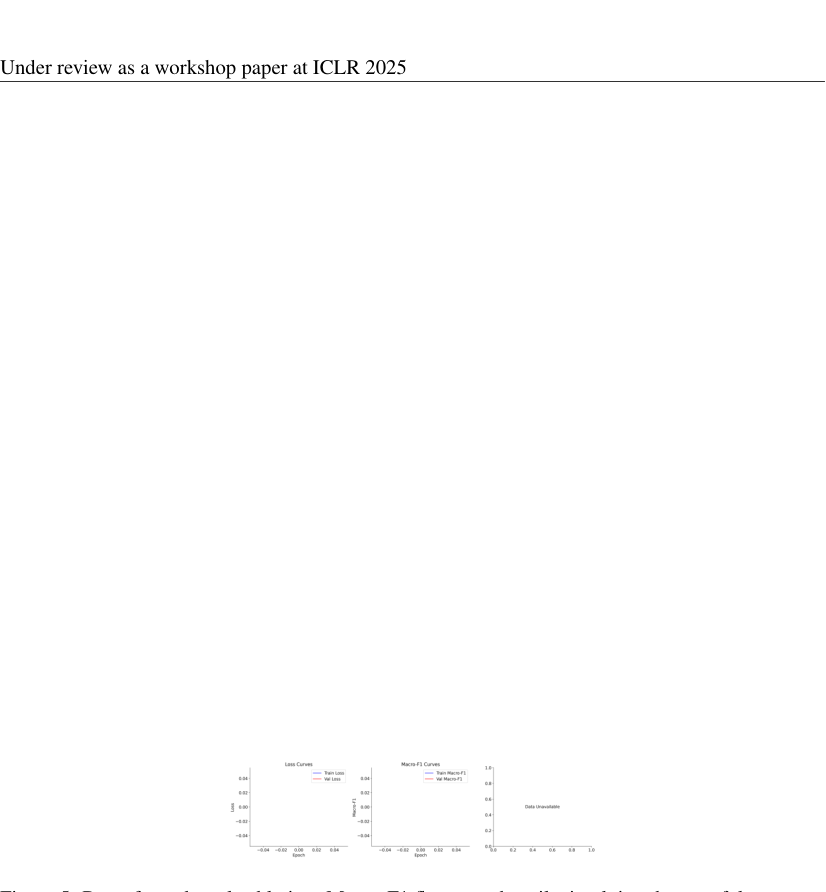 Under review as a workshop paper at ICLR 2025
Loss Curves
Train Loss
Val Loss
0.04
0.02
0.00
−0.02
−0.04
Loss
−0.04 −0.02 0.00 0.02 0.04
Epoch
Macro-F1 Curves
Train Macro-F1
Val Macro-F1
0.04
0.02
0.00
−0.02
−0.04
Macro-F1
−0.04 −0.02 0.00 0.02 0.04
Epoch
1.0
0.8
0.6
0.4
0.2
0.0
Data Unavailable
0.0 0.2 0.4 0.6 0.8 1.0